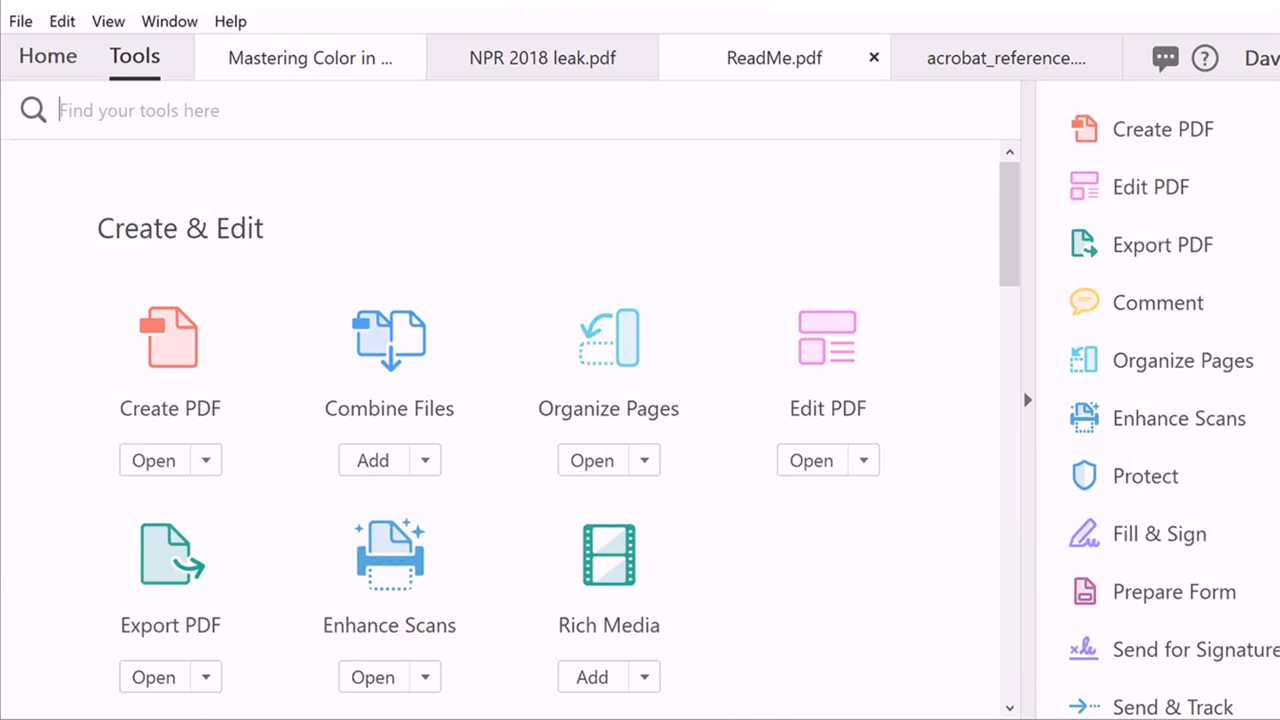 File Edit View Window Help
Home Tools Mastering Color in ... NPR 2018 leak.pdf ReadMe.pdf × acrobat_reference.... ? Dav
Find your tools here
Create & Edit
Create PDF Combine Files Organize Pages Edit PDF
Open Add Open Open
Export PDF Enhance Scans Rich Media
Open Open Add
Create PDF
Edit PDF
Export PDF
Comment
Organize Pages
Enhance Scans
Protect
Fill & Sign
Prepare Form
Send for Signature
Send & Track